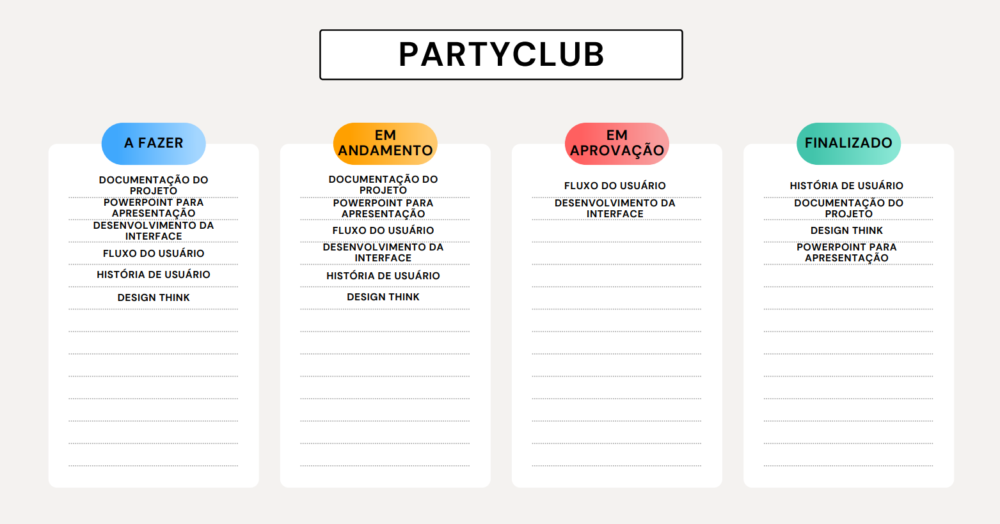 PARTYCLUB
A FAZER
DOCUMENTAÇÃO DO
PROJETO
POWERPOINT PARA
APRESENTAÇÃO
DESENVOLVIMENTO DA
INTERFACE
FLUXO DO USUÁRIO
HISTÓRIA DE USUÁRIO
DESIGN THINK
EM
ANDAMENTO
DOCUMENTAÇÃO DO
PROJETO
POWERPOINT PARA
APRESENTAÇÃO
FLUXO DO USUÁRIO
DESENVOLVIMENTO DA
INTERFACE
HISTÓRIA DE USUÁRIO
DESIGN THINK
EM
APROVAÇÃO
FLUXO DO USUÁRIO
DESENVOLVIMENTO DA
INTERFACE
FINALIZADO
HISTÓRIA DE USUÁRIO
DOCUMENTAÇÃO DO
PROJETO
DESIGN THINK
POWERPOINT PARA
APRESENTAÇÃO